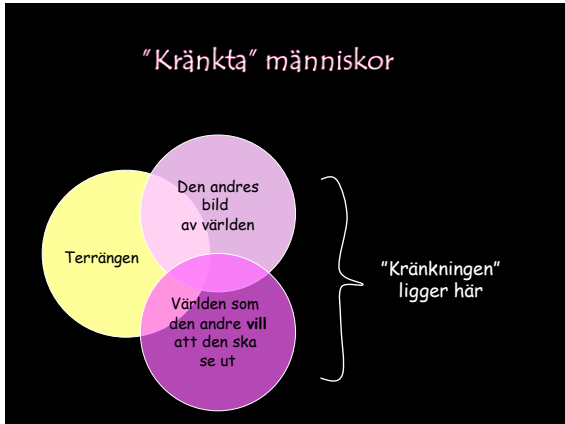 ”Kränkta” människor
Den andres
bild
av världen
Terrängen
”Kränkningen”
ligger här
Världen som
den andre vill
att den ska
se ut